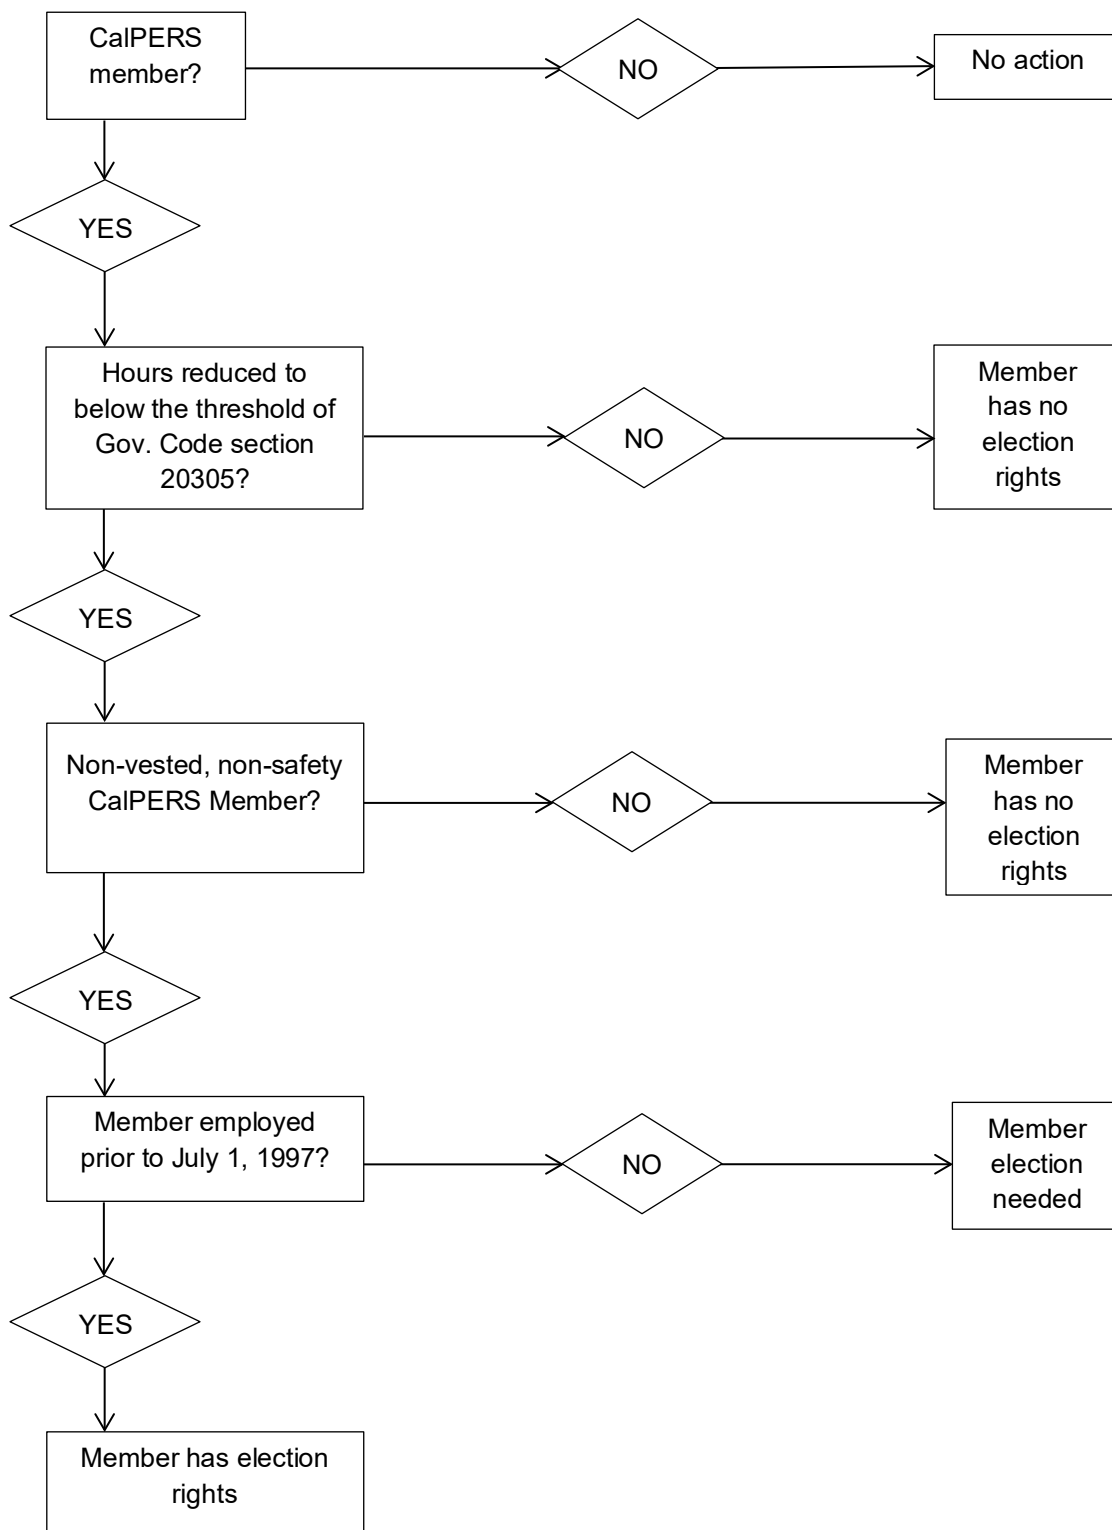 CalPERS
member?
NO
No action
YES
Hours reduced to
below the threshold of
Gov. Code section
20305?
NO
Member
has no
election
rights
YES
Non-vested, non-safety
CalPERS Member?
NO
Member
has no
election
rights
YES
Member employed
prior to July 1, 1997?
NO
Member
election
needed
YES
Member has election
rights